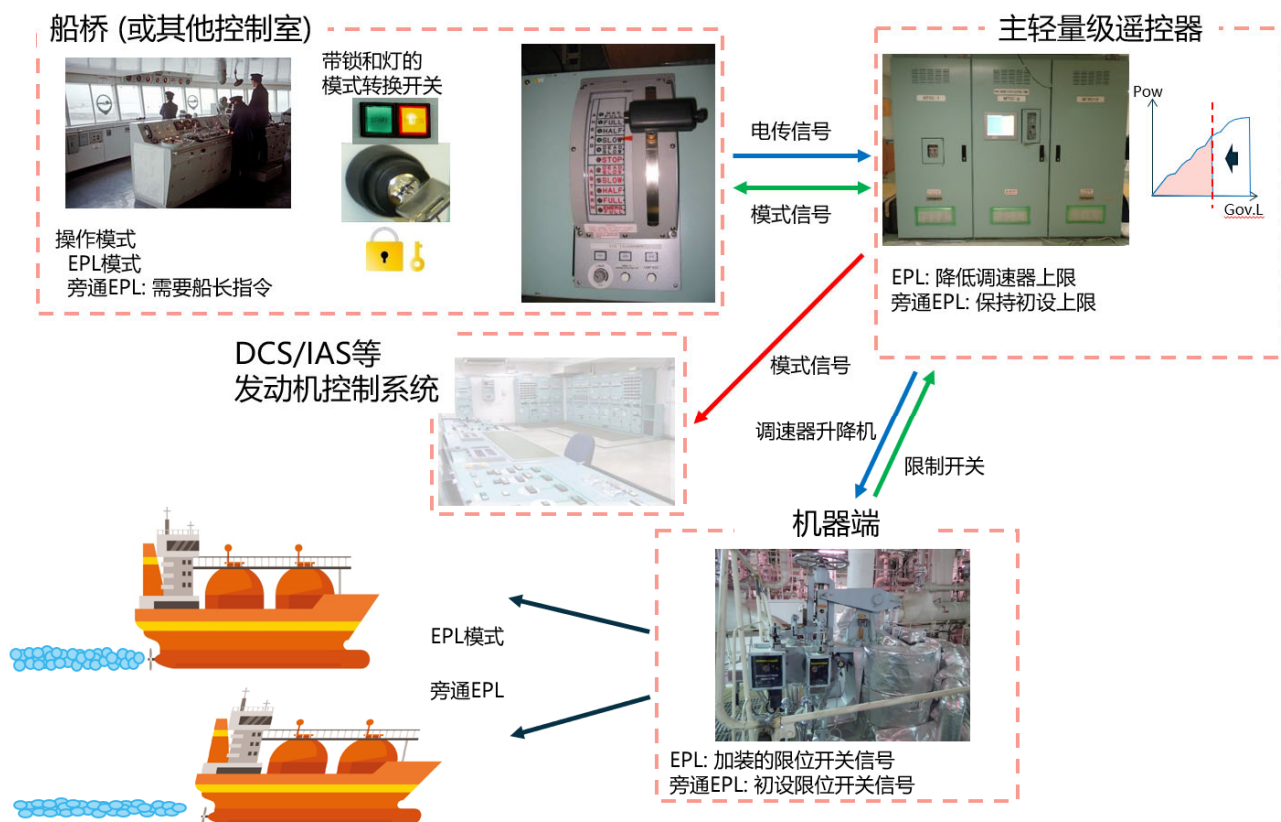 船桥 (或其他控制室)
带锁和灯的
模式转换开关
操作模式
EPL模式
旁通EPL: 需要船长指令
FULL
HALF
SLOW
STOP
SLOW
HALF
FULL
电传信号
模式信号
主轻量级遥控器
Pow
Gov.L
EPL: 降低调速器上限
旁通EPL: 保持初设上限
DCS/IAS等
发动机控制系统
模式信号
调速器升降机
限制开关
机器端
EPL模式
旁通EPL
EPL: 加装的限位开关信号
旁通EPL: 初设限位开关信号